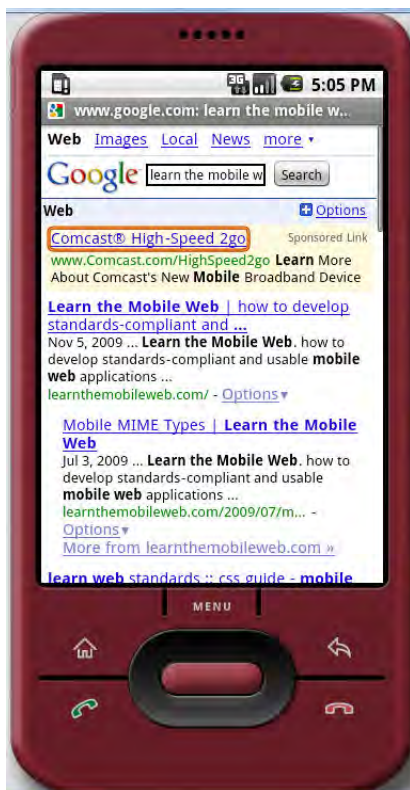 3G 5:05 PM
www.google.com: learn the mobile w...
Web Images Local News more
Google learn the mobile w Search
Web Options
Comcast® High-Speed 2go Sponsored Link
www.Comcast.com/HighSpeed2go Learn More
About Comcast's New Mobile Broadband Device
Learn the Mobile Web | how to develop
standards-compliant and ...
Nov 5, 2009 ... Learn the Mobile Web. how to
develop standards-compliant and usable mobile
web applications ...
learnthemobileweb.com/ - Options
Mobile MIME Types | Learn the Mobile
Web
Jul 3, 2009 ... Learn the Mobile Web. how to
develop standards-compliant and usable
mobile web applications ...
learnthemobileweb.com/2009/07/m... -
Options
More from learnthemobileweb.com »
learn web standards :: css guide - mobile
MENU